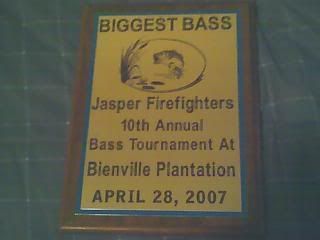 BIGGEST BASS
Jasper Firefighters
10th Annual
Bass Tournament At
Bienville Plantation
APRIL 28, 2007